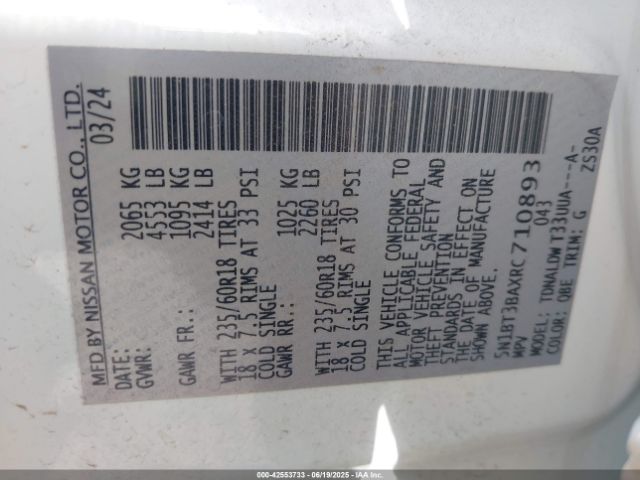 MFD BY NISSAN MOTOR CO., LTD.
DATE: 03/24
GVWR: 2065 KG
4553 LB
GAWR FR.: 1095 KG
2414 LB
WITH 235/60R18 TIRES
18 X 7.5 RIMS AT 33 PSI
COLD SINGLE
GAWR RR.: 1025 KG
2260 LB
WITH 235/60R18 TIRES
18 X 7.5 RIMS AT 30 PSI
COLD SINGLE
THIS VEHICLE CONFORMS TO
ALL APPLICABLE FEDERAL
MOTOR VEHICLE SAFETY AND
THEFT PREVENTION
STANDARDS IN EFFECT ON
THE DATE OF MANUFACTURE
SHOWN ABOVE.
5N1BT3BAXRC710893
MPV 043
MODEL: TDNALDW T33UUA----A-
COLOR: QBE TRIM: G ZS30A
000-42553733 - 06/19/2025 - IAAI.COM